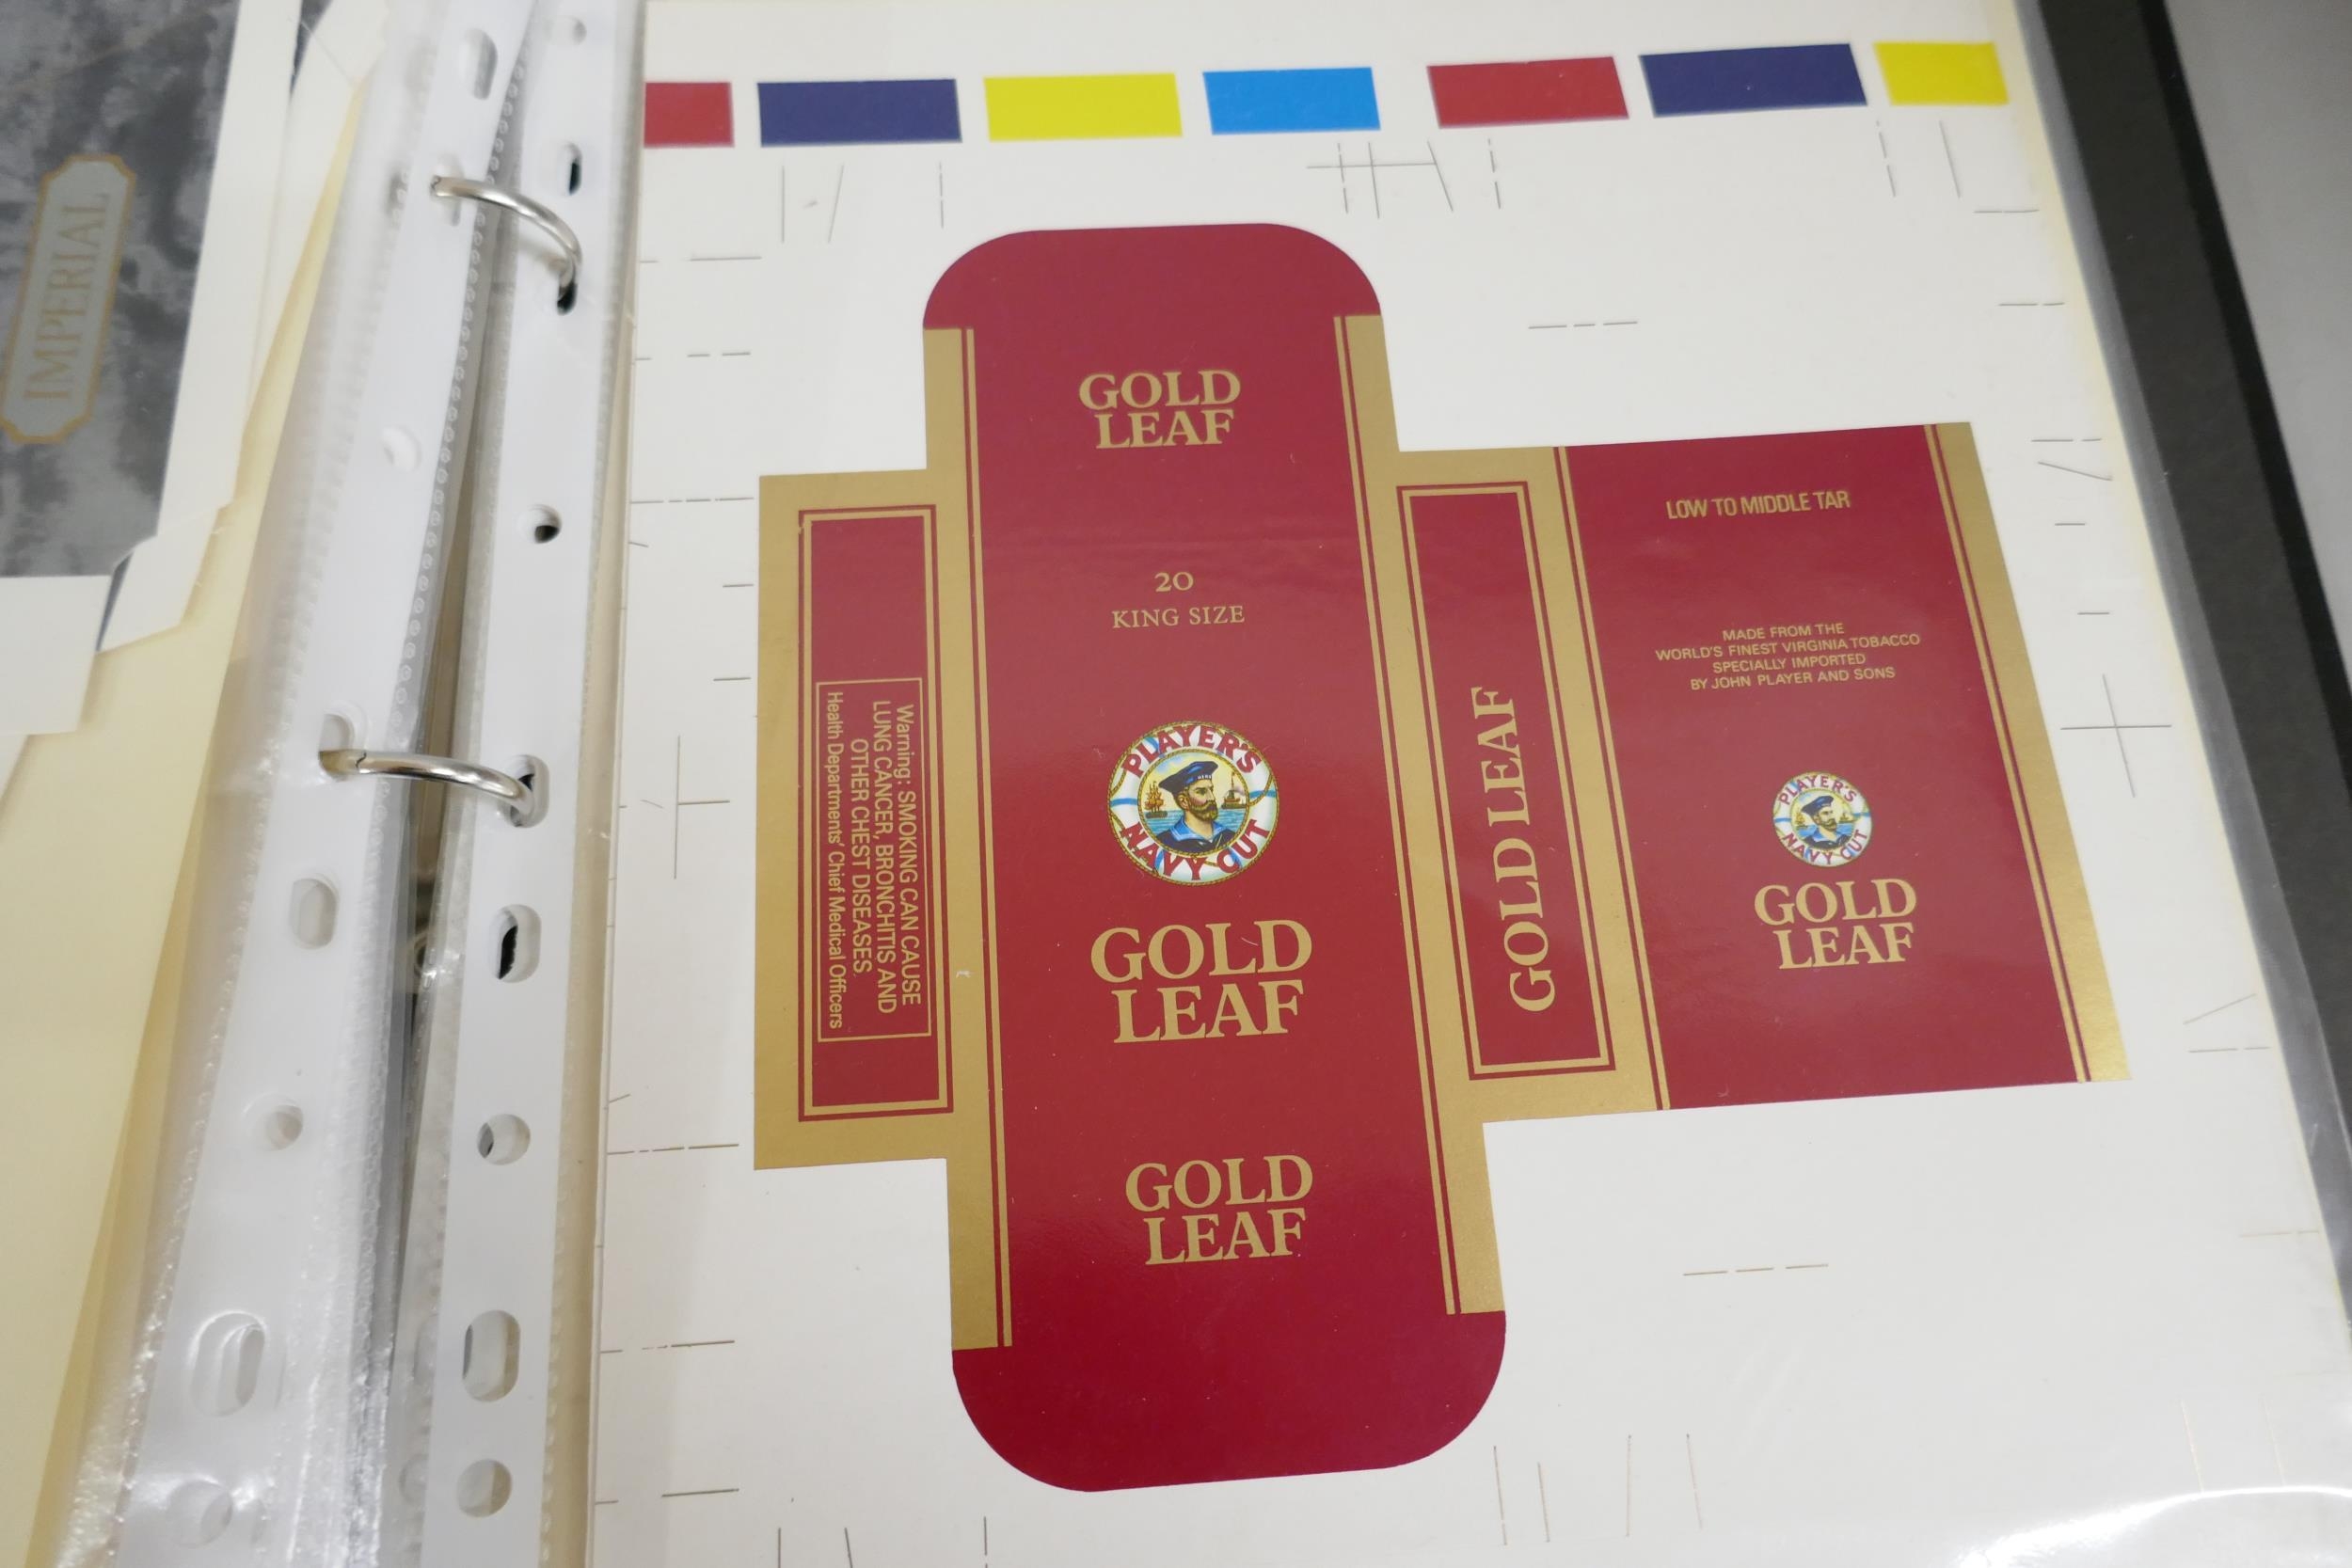 IMPERIAL
GOLD
LEAF
20
KING SIZE
PLAYER'S
NAVY CUT
GOLD
LEAF
GOLD
LEAF
Warning: SMOKING CAN CAUSE
LUNG CANCER, BRONCHITIS AND
OTHER CHEST DISEASES
Health Departments' Chief Medical Officers
GOLD LEAF
LOW TO MIDDLE TAR
MADE FROM THE
WORLD'S FINEST VIRGINIA TOBACCO
SPECIALLY IMPORTED
BY JOHN PLAYER AND SONS
PLAYER'S
NAVY CUT
GOLD
LEAF